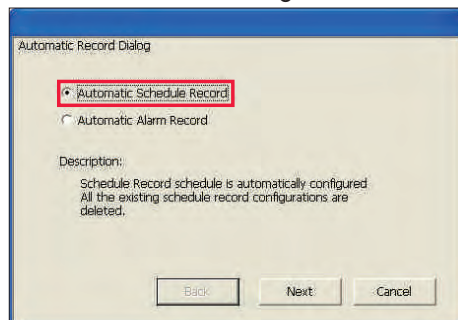 Automatic Record Dialog
Automatic Schedule Record
Automatic Alarm Record
Description:
Schedule Record schedule is automatically configured
All the existing schedule record configurations are
deleted.
Back Next Cancel